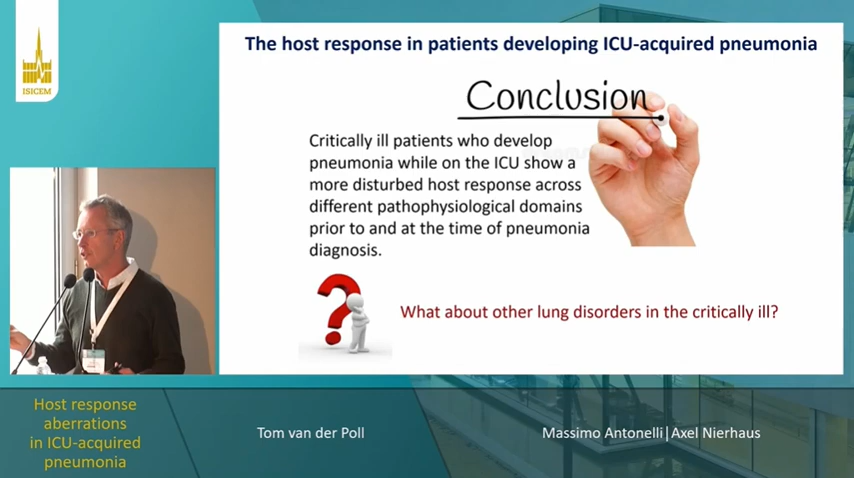 ISICEM
The host response in patients developing ICU-acquired pneumonia
Conclusion
Critically ill patients who develop
pneumonia while on the ICU show a
more disturbed host response across
different pathophysiological domains
prior to and at the time of pneumonia
diagnosis.
What about other lung disorders in the critically ill?
Host response
aberrations
in ICU-acquired
pneumonia
Tom van der Poll
Massimo Antonelli|Axel Nierhaus